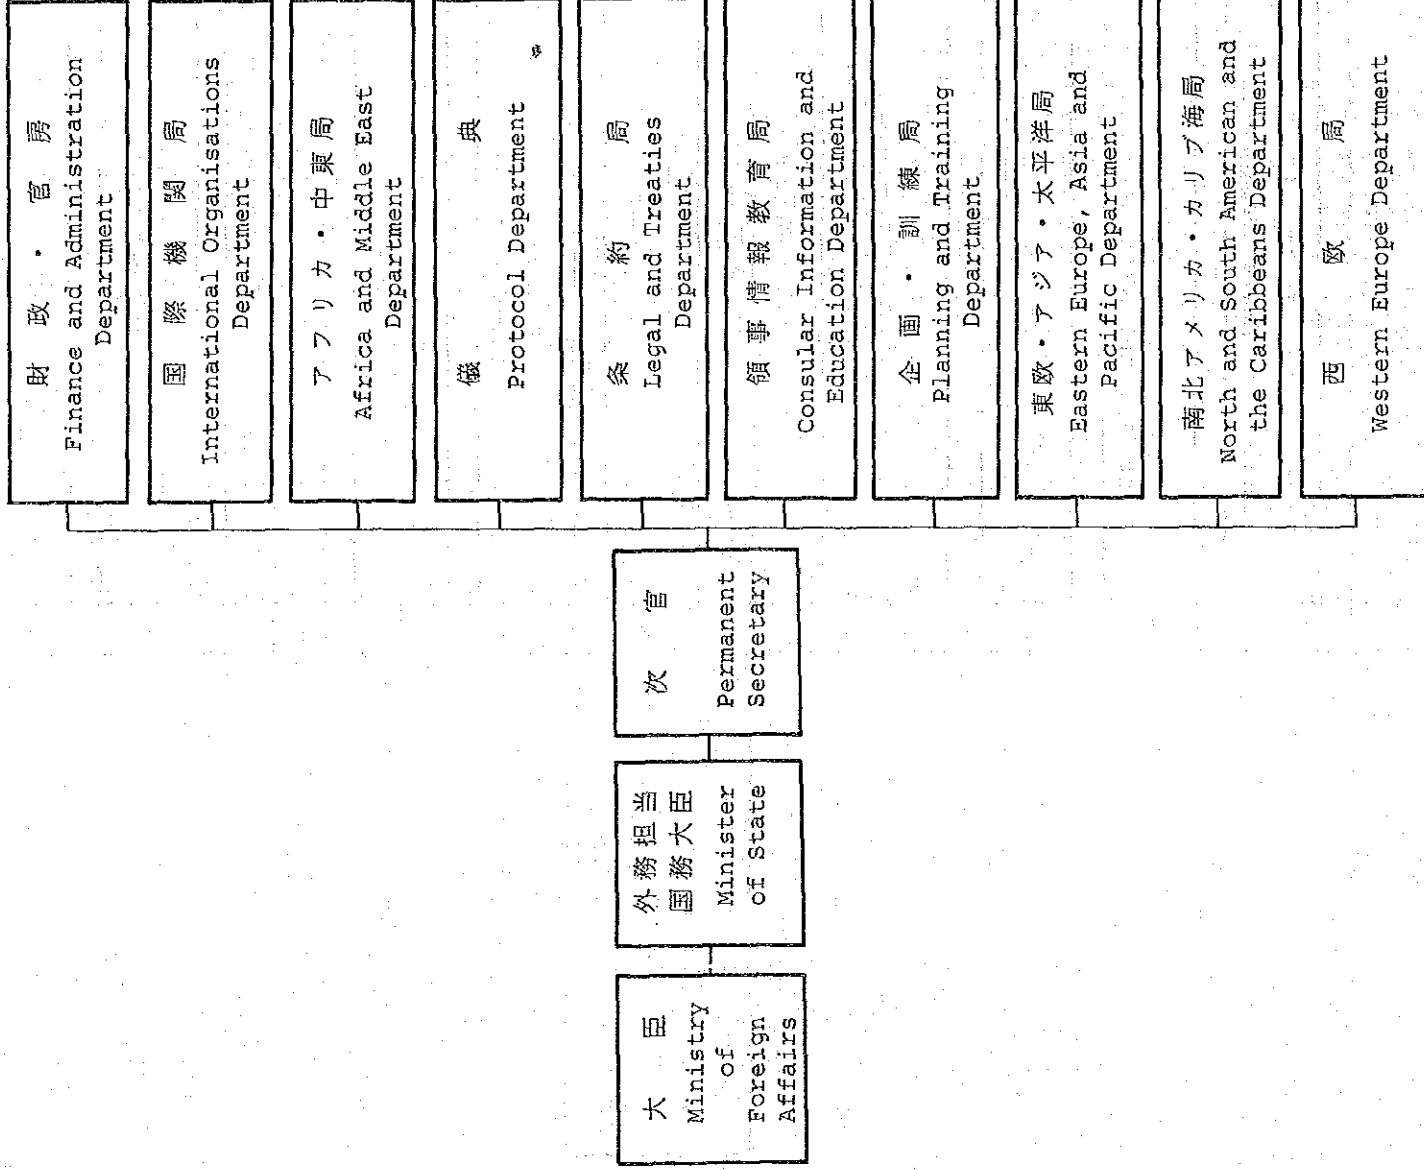 大 臣
Ministry
of
Foreign
Affairs
外務担当
国務大臣
Minister
of State
次 官
Permanent
Secretary
財 政 ・ 官 房
Finance and Administration
Department
国 際 機 関 局
International Organisations
Department
アフリカ・中東局
Africa and Middle East
Department
儀 典
Protocol Department
条 約 局
Legal and Treaties
Department
領 事 情 報 教 育 局
Consular Information and
Education Department
企 画 ・ 訓 練 局
Planning and Training
Department
東欧・アジア・太平洋局
Eastern Europe, Asia and
Pacific Department
南北アメリカ・カリブ海局
North and South American and
the Caribbeans Department
西 欧 局
Western Europe Department